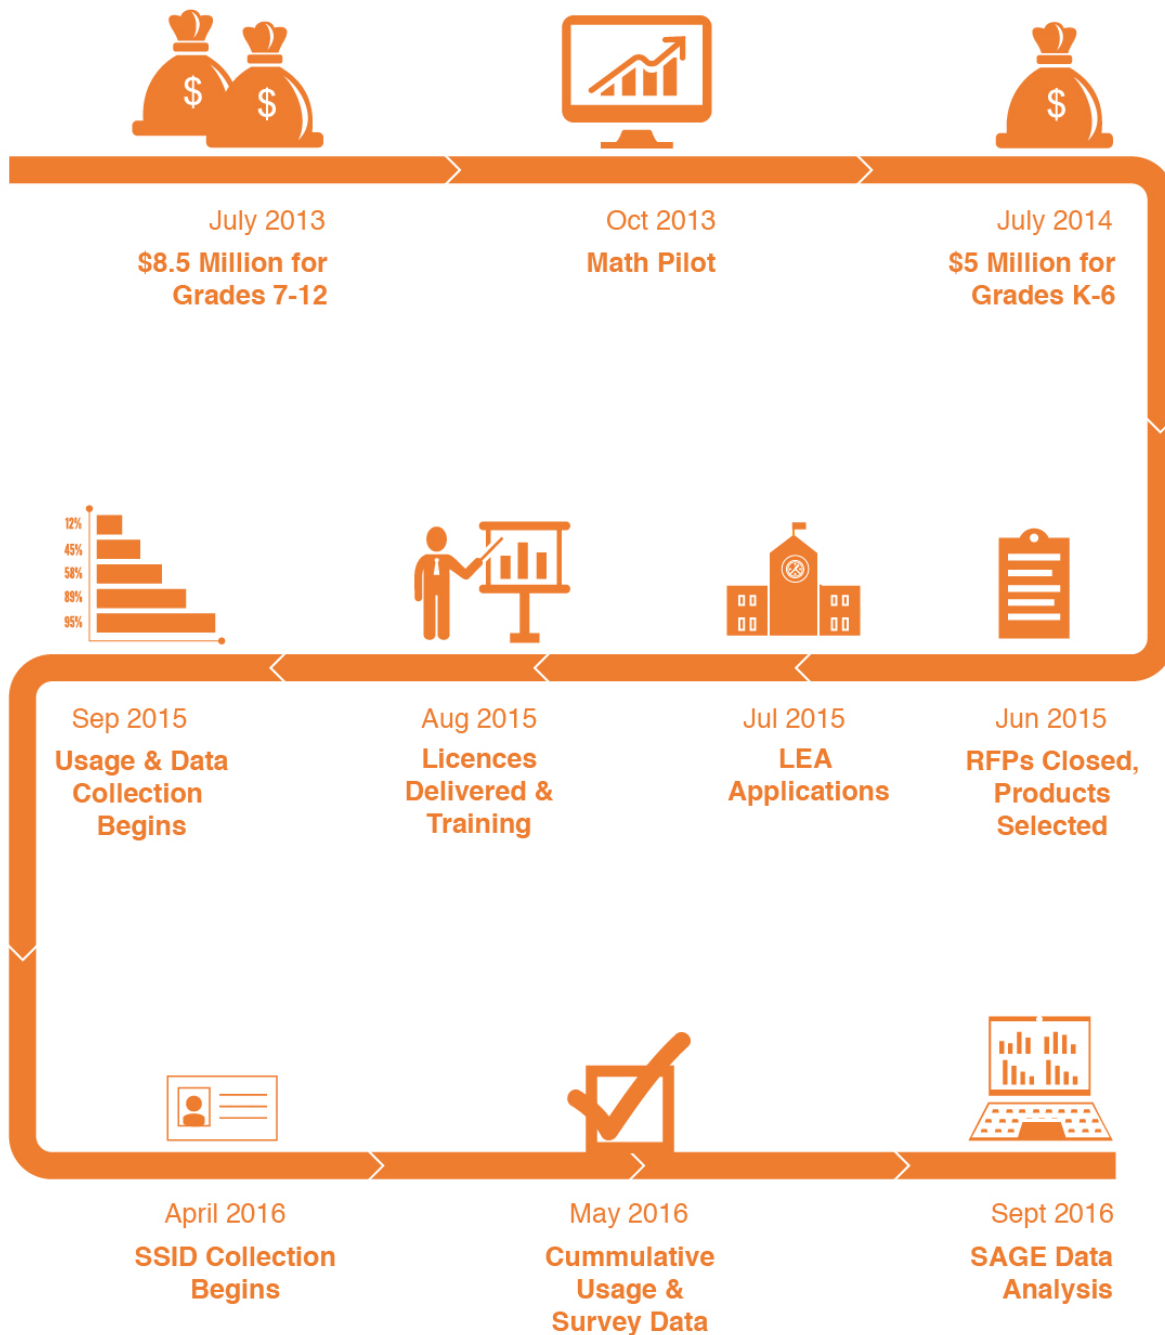 $
$
$
July 2013
$8.5 Million for
Grades 7-12
Oct 2013
Math Pilot
July 2014
$5 Million for
Grades K-6
12%
45%
58%
89%
95%
Sep 2015
Usage & Data
Collection
Begins
Aug 2015
Licences
Delivered &
Training
Jul 2015
LEA
Applications
Jun 2015
RFPs Closed,
Products
Selected
April 2016
SSID Collection
Begins
May 2016
Cummulative
Usage &
Survey Data
Sept 2016
SAGE Data
Analysis